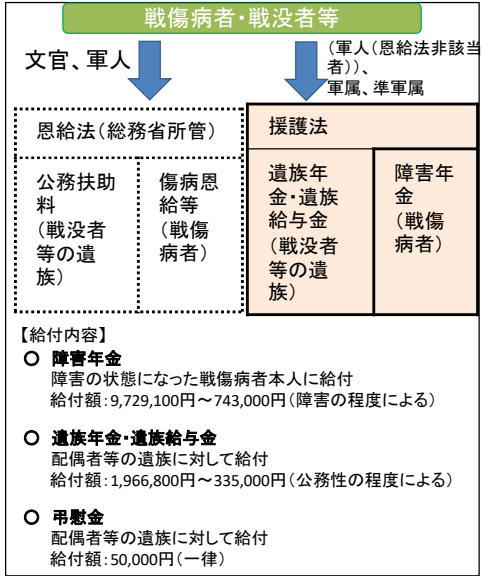 戦傷病者・戦没者等
文官、軍人
(軍人(恩給法非該当
者))、
軍属、準軍属
恩給法(総務省所管)
公務扶助
料
(戦没者
等の遺
族)
傷病恩
給等
(戦傷
病者)
援護法
遺族年
金・遺族
給与金
(戦没者
等の遺
族)
障害年
金
(戦傷
病者)
【給付内容】
○ 障害年金
障害の状態になった戦傷病者本人に給付
給付額:9,729,100円~743,000円(障害の程度による)
○ 遺族年金・遺族給与金
配偶者等の遺族に対して給付
給付額:1,966,800円~335,000円(公務性の程度による)
○ 弔慰金
配偶者等の遺族に対して給付
給付額:50,000円(一律)